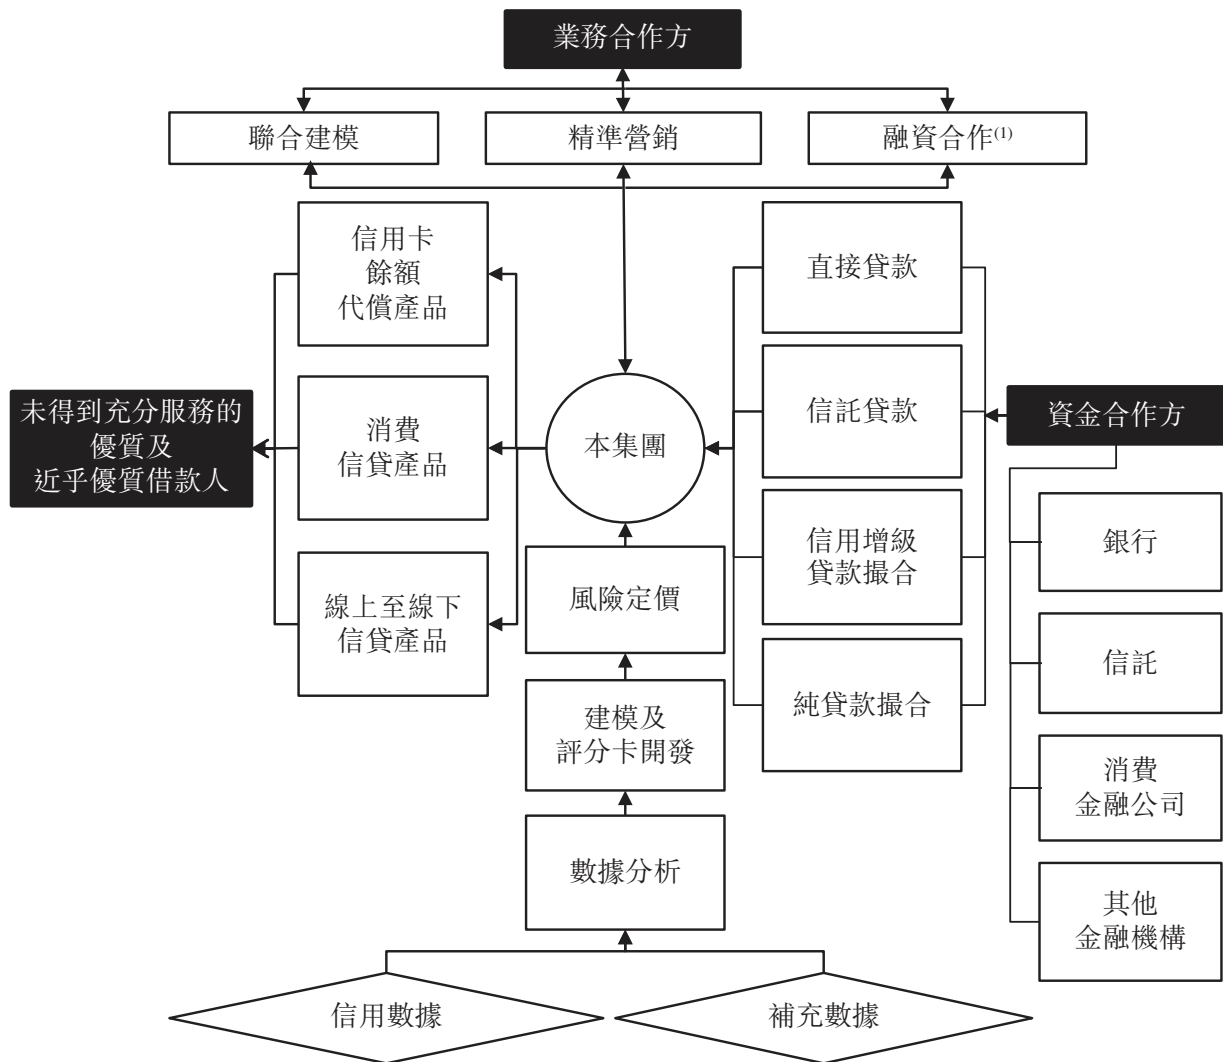 業務合作方
聯合建模
精準營銷
融資合作(1)
信用卡
餘額
代償產品
直接貸款
未得到充分服務的
優質及
近乎優質借款人
消費
信貸產品
本集團
信託貸款
資金合作方
線上至線下
信貸產品
風險定價
信用增級
貸款撮合
銀行
建模及
評分卡開發
純貸款撮合
信託
數據分析
消費
金融公司
其他
金融機構
信用數據
補充數據